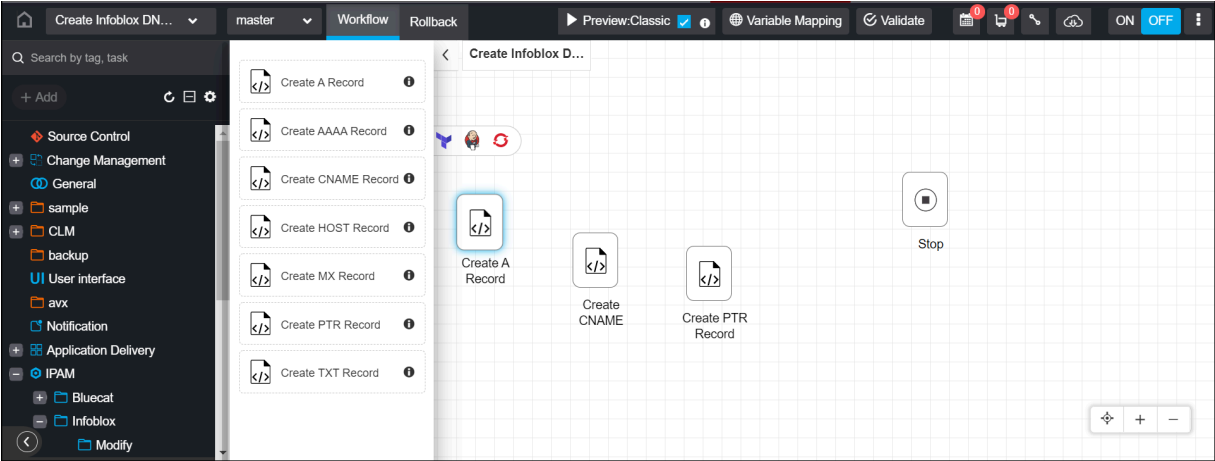 Create Infoblox DN...
master
Workflow
Rollback
Preview:Classic
Variable Mapping
Validate
0
0
ON
OFF
Search by tag, task
+ Add
Source Control
Change Management
General
sample
CLM
backup
UI User interface
avx
Notification
Application Delivery
IPAM
Bluecat
Infoblox
Modify
Create A Record
Create AAAA Record
Create CNAME Record
Create HOST Record
Create MX Record
Create PTR Record
Create TXT Record
Create Infoblox D...
Create A
Record
Create
CNAME
Create PTR
Record
Stop